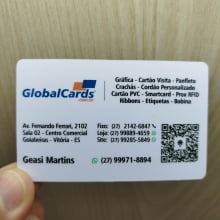 GlobalCards
Gráfica - Cartão Visita - Panfleto
Crachás - Cordão Personalizado
Cartão PVC - Smartcard - Prox RFID
Ribbons - Etiquetas - Bobina
Av. Fernando Ferrari, 2102
Sala 02 - Centro Comercial
Goiabeiras - Vitória - ES
Fixo: (27) 2142-6847
Loja: (27) 99889-4659
Site: (27) 99285-5849
Geasi Martins
(27) 99971-8894